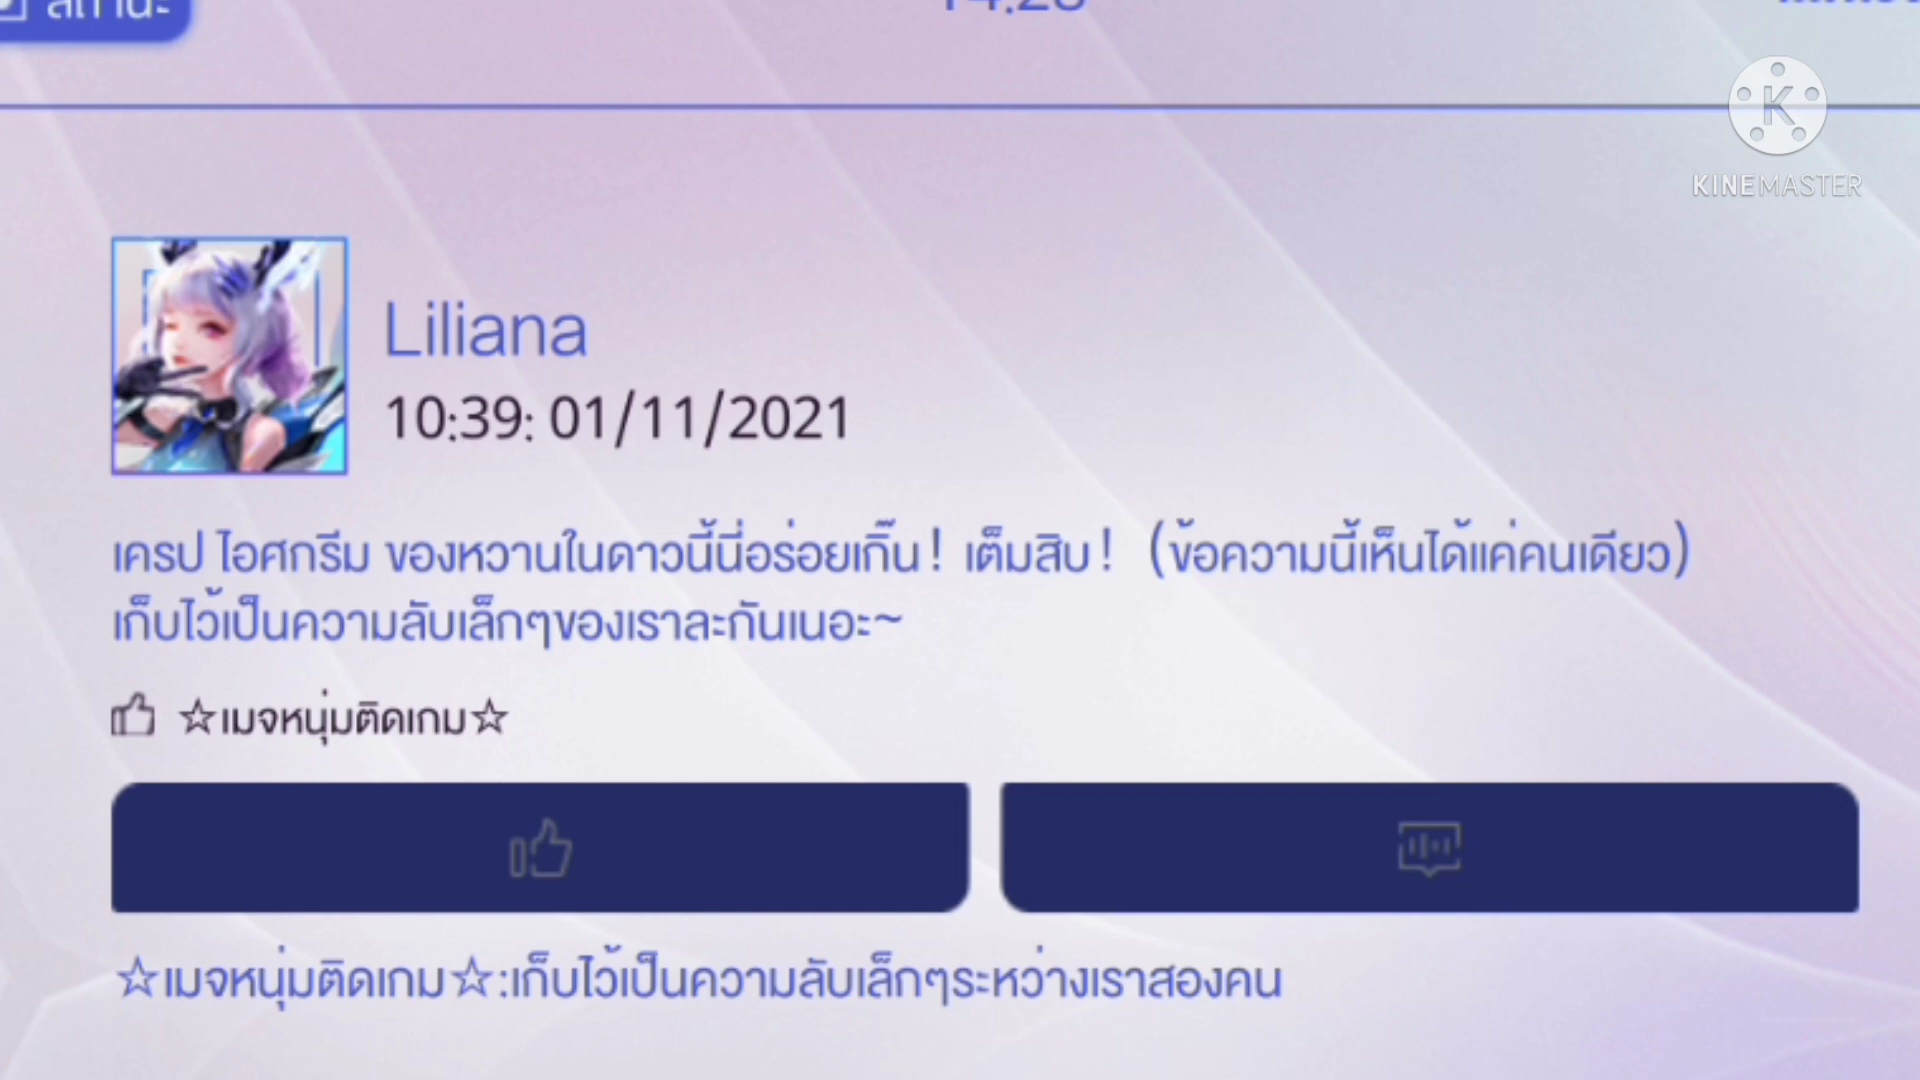 สถานะ
14:28
KINEMASTER
Liliana
10:39: 01/11/2021
เครป ไอศกรีม ของหวานในดาวนี้นี่อร่อยเกิ๊น! เต็มสิบ! (ข้อความนี้เห็นได้แค่คนเดียว)
เก็บไว้เป็นความลับเล็กๆของเราละกันเนอะ~
☆เมจหนุ่มติดเกม☆
☆เมจหนุ่มติดเกม☆:เก็บไว้เป็นความลับเล็กๆระหว่างเราสองคน